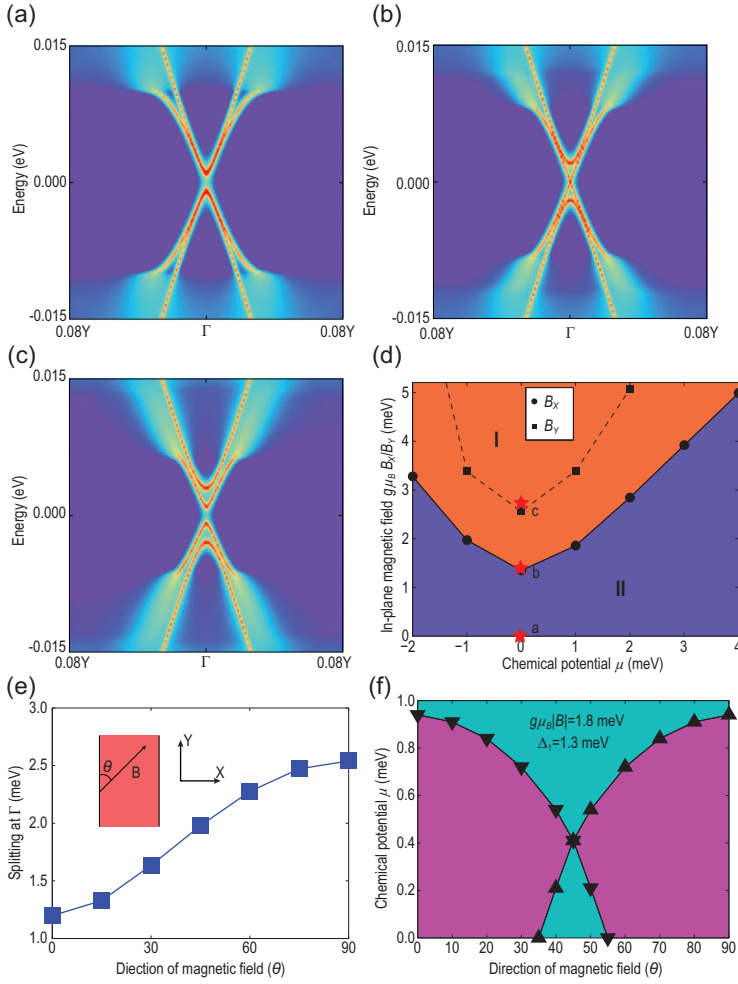 (a)
0.015
Energy (eV)
0.000
-0.015
0.08Y
Γ
0.08Y
(b)
0.015
Energy (eV)
0.000
-0.015
0.08Y
Γ
0.08Y
(c)
0.015
Energy (eV)
0.000
-0.015
0.08Y
Γ
0.08Y
(d)
In-plane magnetic field gμB BX/BY (meV)
5
4
3
2
1
0
BX
BY
I
II
c
b
a
−2 −1 0 1 2 3 4
Chemical potential μ (meV)
(e)
Splitting at Γ (meV)
3.0
2.5
2.0
1.5
1.0
θ
B
Y
X
0 30 60 90
Diection of magnetic field (θ)
(f)
Chemical potential μ (meV)
1.0
0.8
0.6
0.4
0.2
0.0
gμB|B|=1.8 meV
Δ1=1.3 meV
0 10 20 30 40 50 60 70 80 90
Direction of magnetic field (θ)